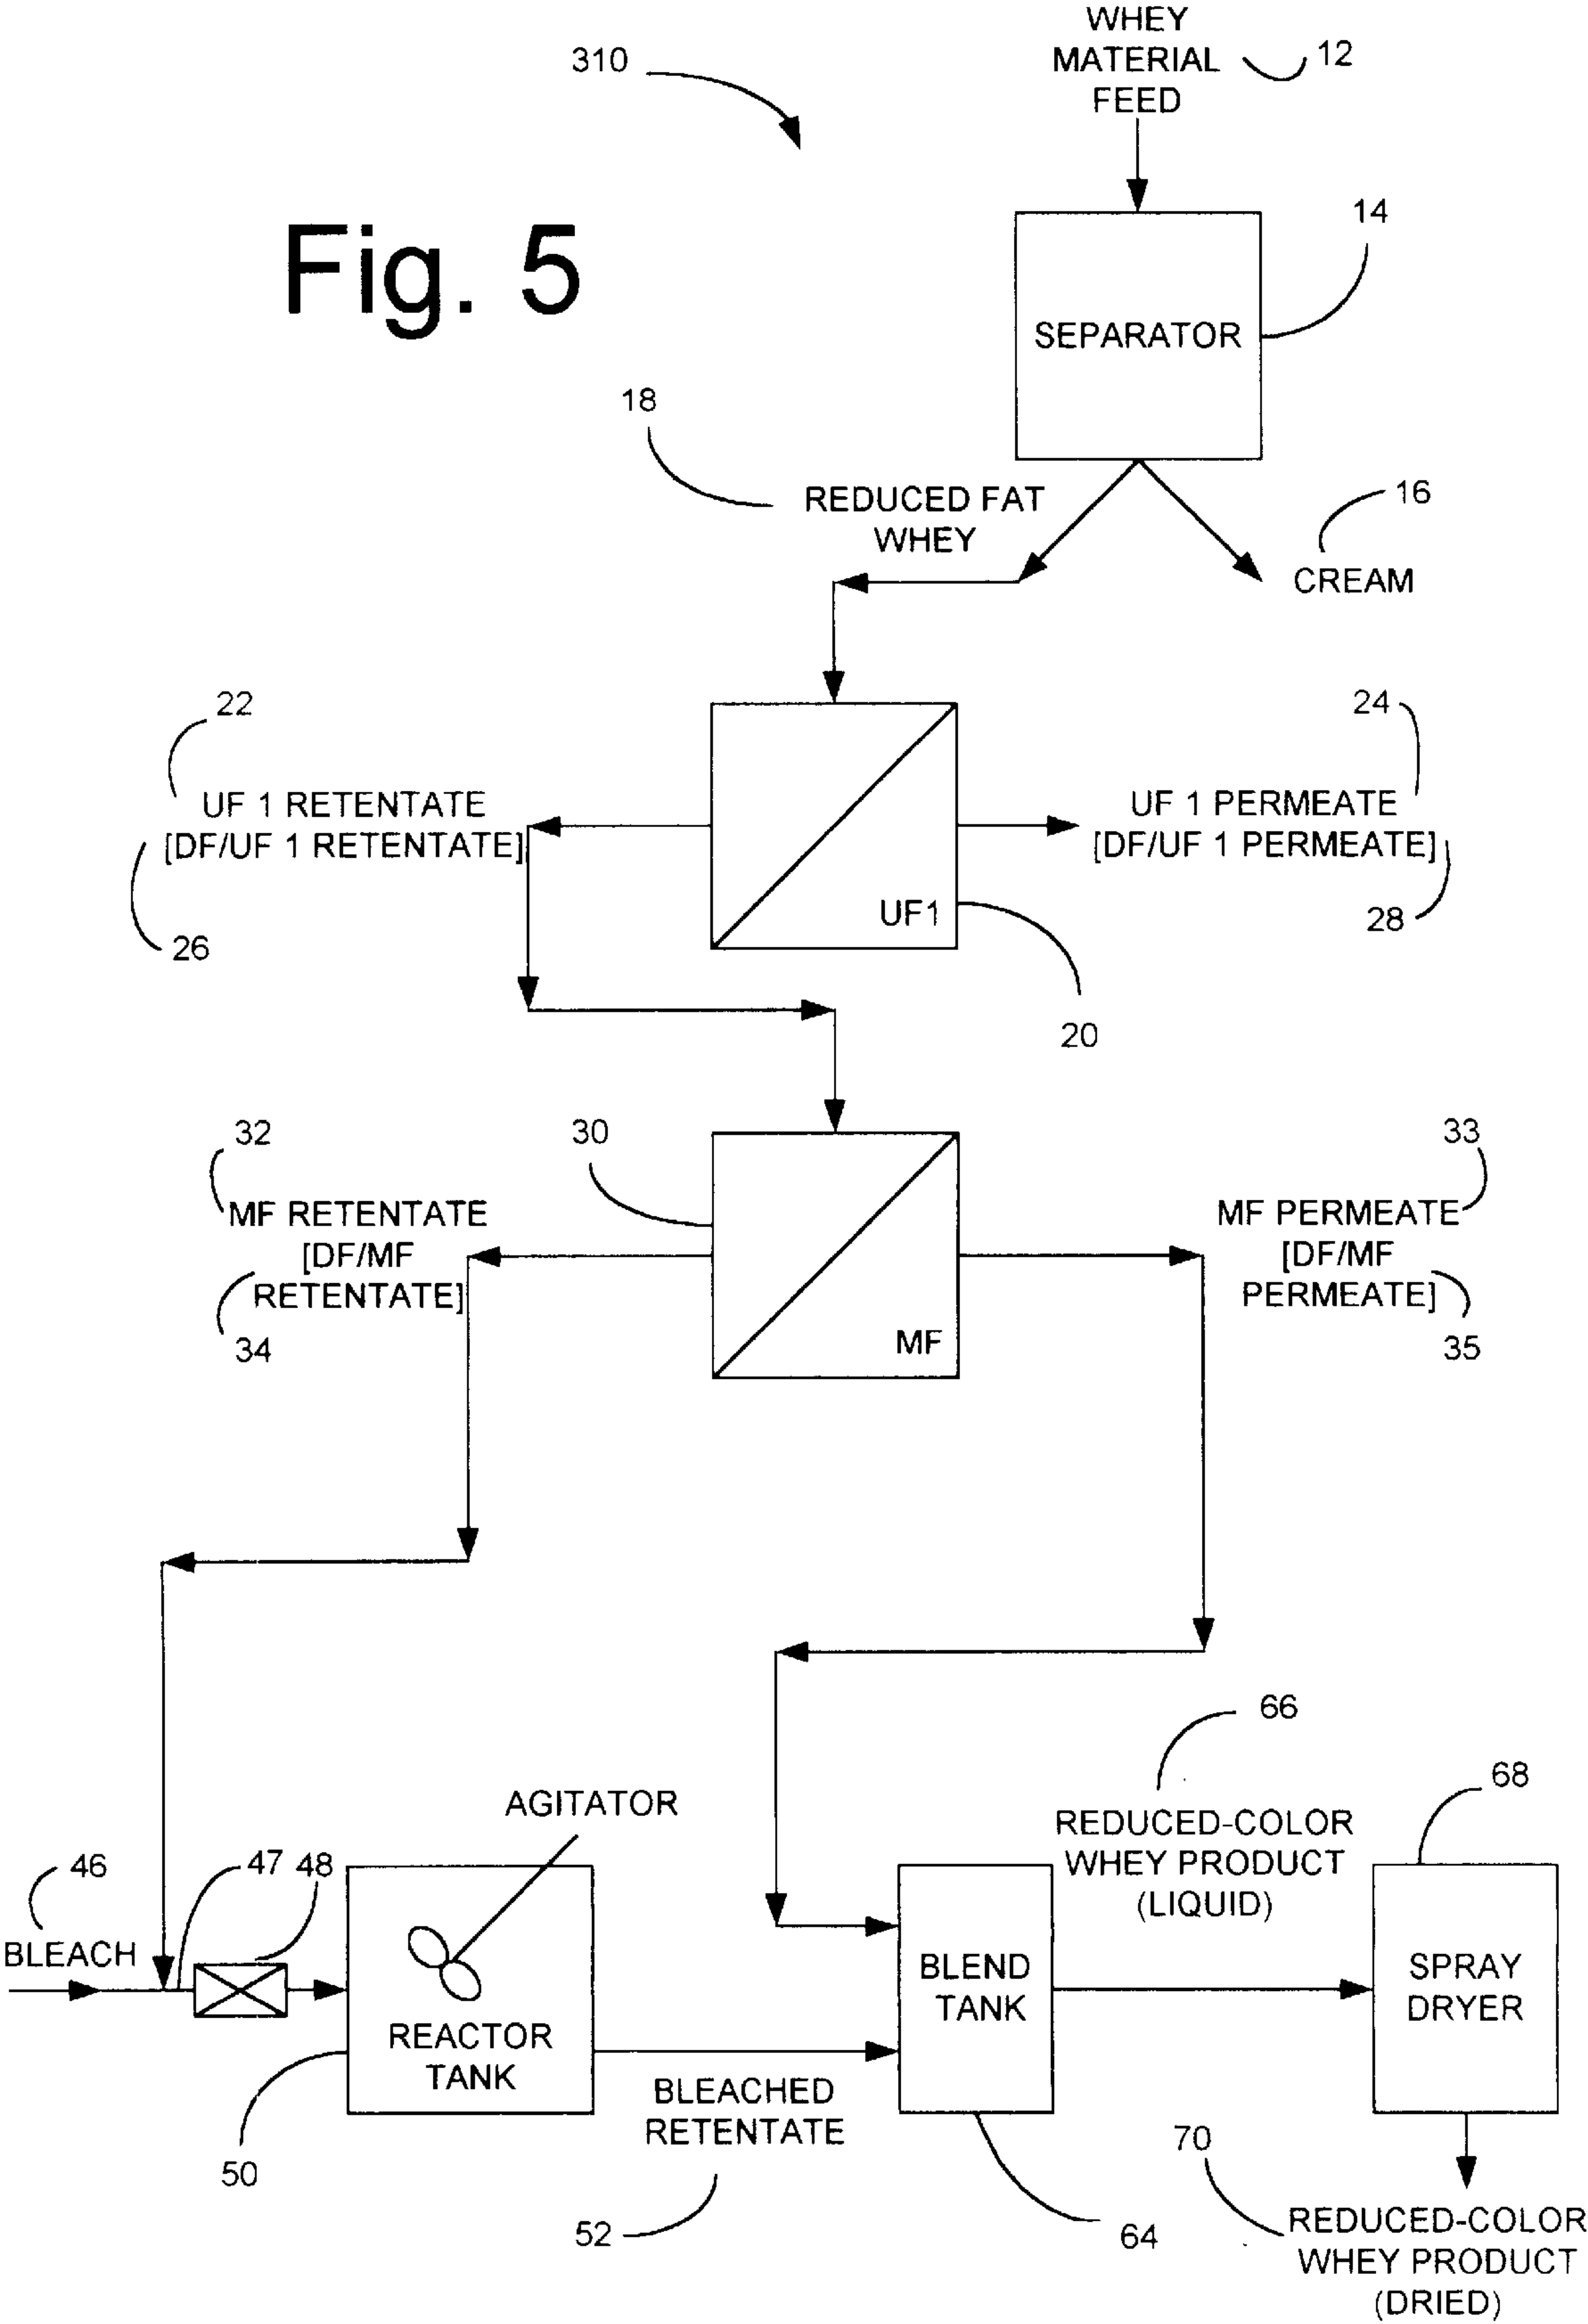 WHEY
MATERIAL
FEED
12
310
Fig. 5
14
SEPARATOR
18
REDUCED FAT
WHEY
16
CREAM
22
UF 1 RETENTATE
[DF/UF 1 RETENTATE]
26
24
UF 1 PERMEATE
[DF/UF 1 PERMEATE]
28
UF1
20
32
MF RETENTATE
[DF/MF
RETENTATE]
34
30
MF
33
MF PERMEATE
[DF/MF
PERMEATE]
35
66
REDUCED-COLOR
WHEY PRODUCT
(LIQUID)
68
AGITATOR
46
BLEACH
47
48
REACTOR
TANK
50
BLEACHED
RETENTATE
52
BLEND
TANK
64
SPRAY
DRYER
70
REDUCED-COLOR
WHEY PRODUCT
(DRIED)